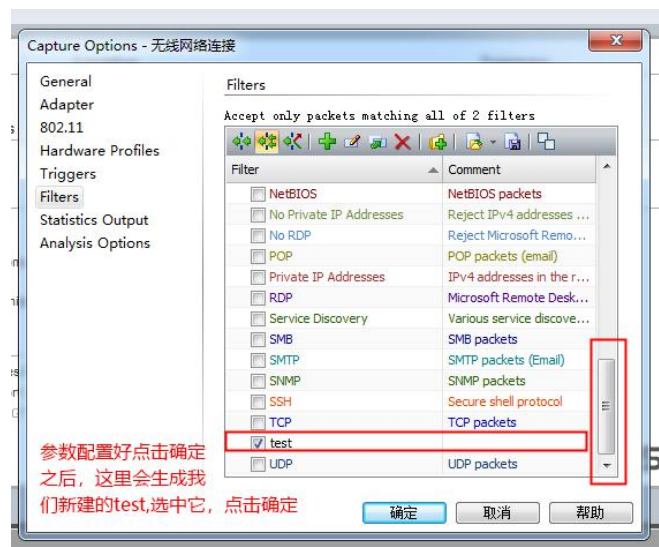 Capture Options - 无线网络连接
General
Adapter
802.11
Hardware Profiles
Triggers
Filters
Statistics Output
Analysis Options
Filters
Accept only packets matching all of 2 filters
Filter Comment
NetBIOS NetBIOS packets
No Private IP Addresses Reject IPv4 addresses ...
No RDP Reject Microsoft Remo...
POP POP packets (email)
Private IP Addresses IPv4 addresses in the r...
RDP Microsoft Remote Desk...
Service Discovery Various service discove...
SMB SMB packets
SMTP SMTP packets (Email)
SNMP SNMP packets
SSH Secure shell protocol
TCP TCP packets
test
UDP UDP packets
参数配置好点击确定
之后，这里会生成我
们新建的test,选中它，点击确定
确定 取消 帮助